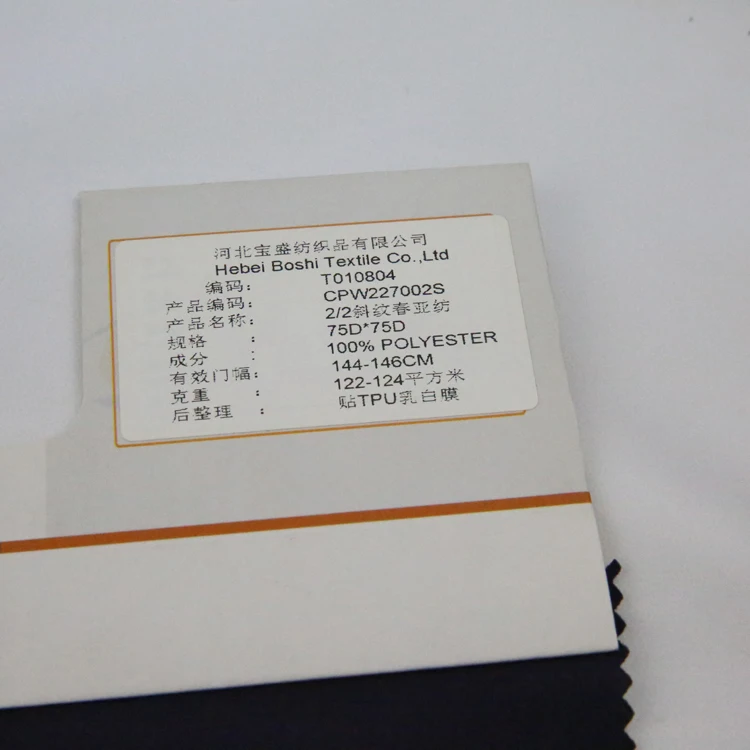 河北宝盛纺织品有限公司
Hebei Boshi Textile Co.,Ltd
编码: T010804
产品编码: CPW227002S
产品名称: 2/2斜纹春亚纺
规格 : 75D*75D
成分 : 100% POLYESTER
有效门幅: 144-146CM
克重 : 122-124平方米
后整理 : 贴TPU乳白膜